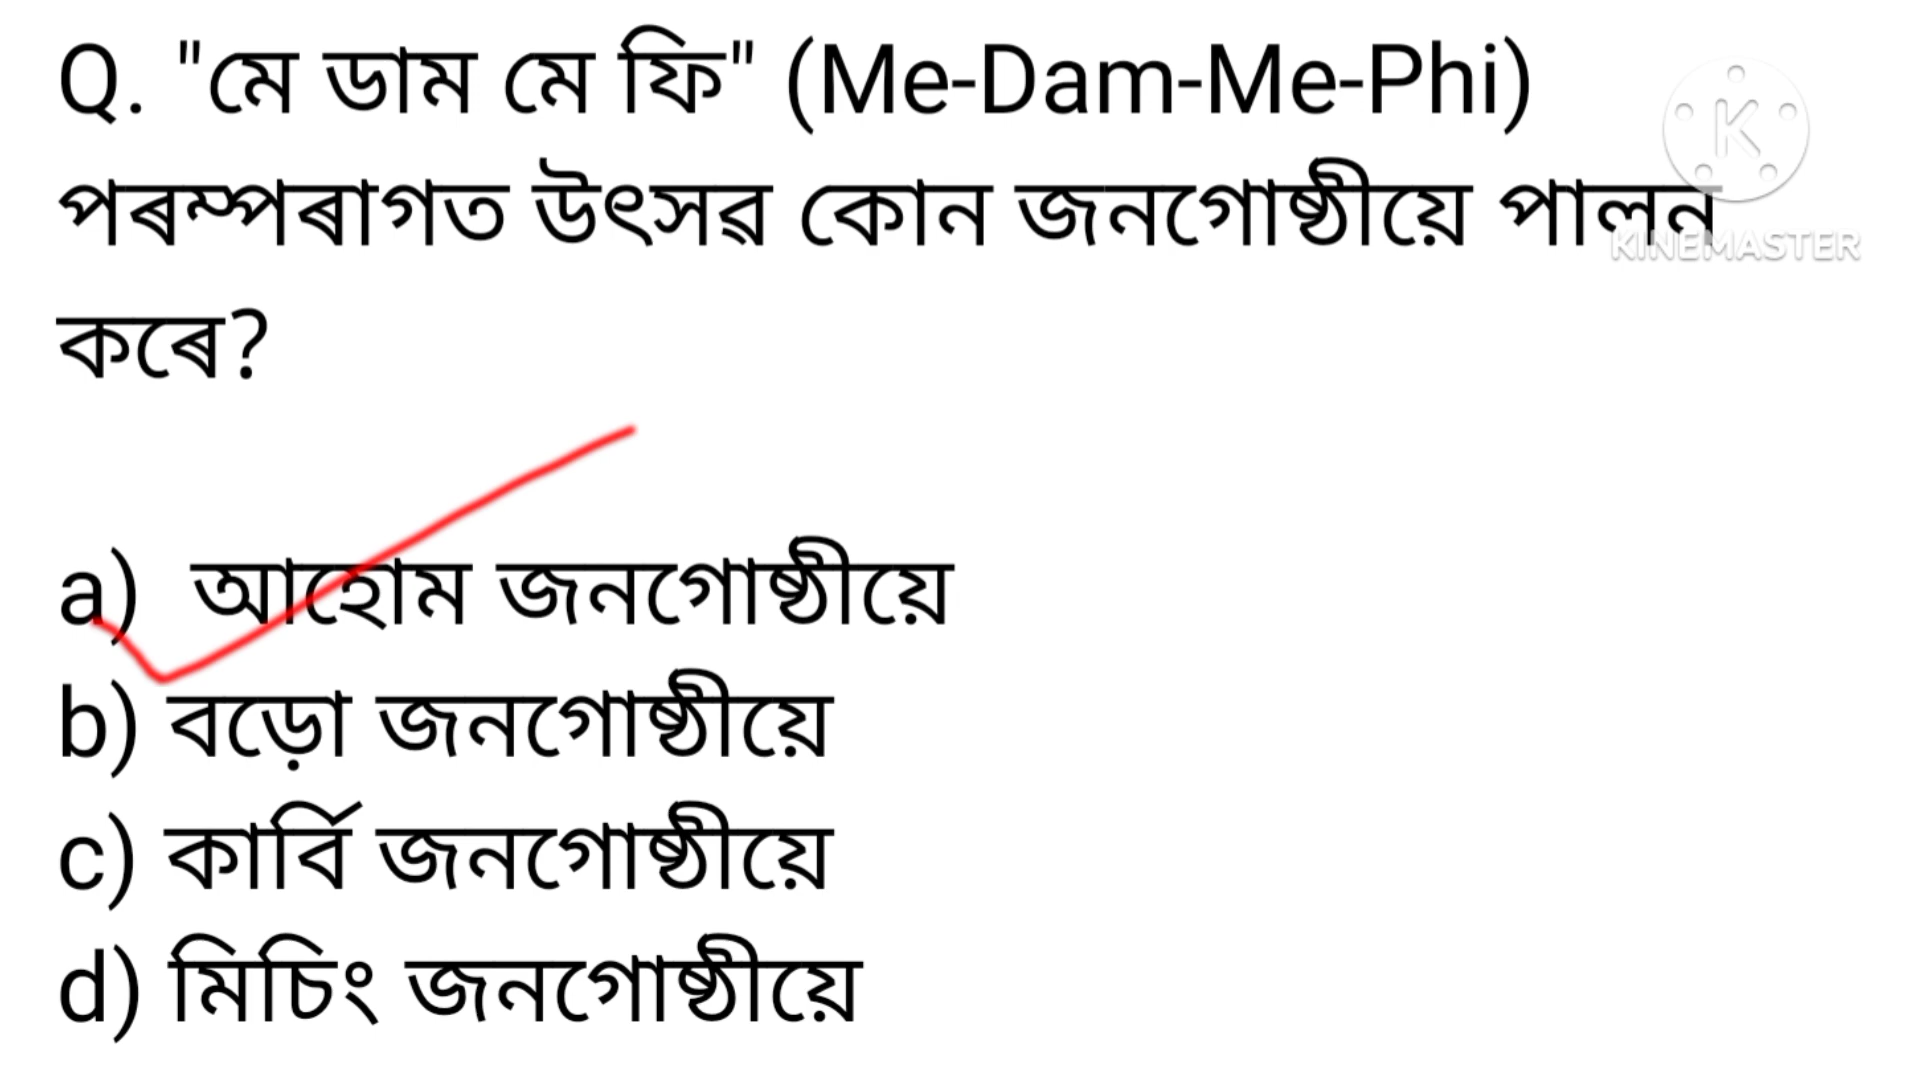 Q. "মে ডাম মে ফি" (Me-Dam-Me-Phi)
পৰম্পৰাগত উৎসৱ কোন জনগোষ্ঠীয়ে পালন
কৰে?
a) আহোম জনগোষ্ঠীয়ে
b) বড়ো জনগোষ্ঠীয়ে
c) কাৰ্বি জনগোষ্ঠীয়ে
d) মিচিং জনগোষ্ঠীয়ে
K
KINEMASTER